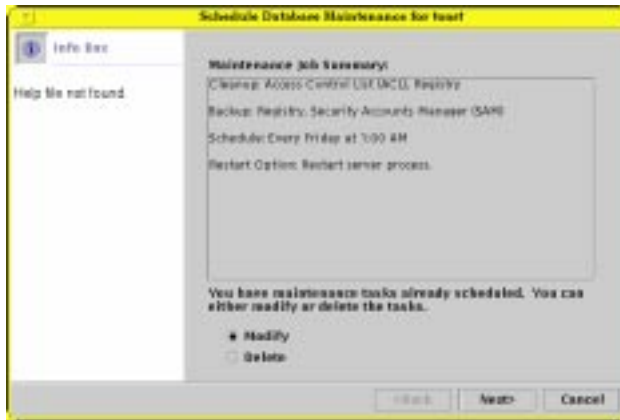 Schedule Database Maintenance for toast
Info Box
Help file not found.
Maintenance Job Summary:
Cleanup: Access Control List (ACL), Registry
Backup: Registry, Security Accounts Manager (SAM)
Schedule: Every Friday at 1:00 AM
Restart Option: Restart server process.
You have maintenance tasks already scheduled. You can
either modify or delete the tasks.
Modify
Delete
<Back Next> Cancel